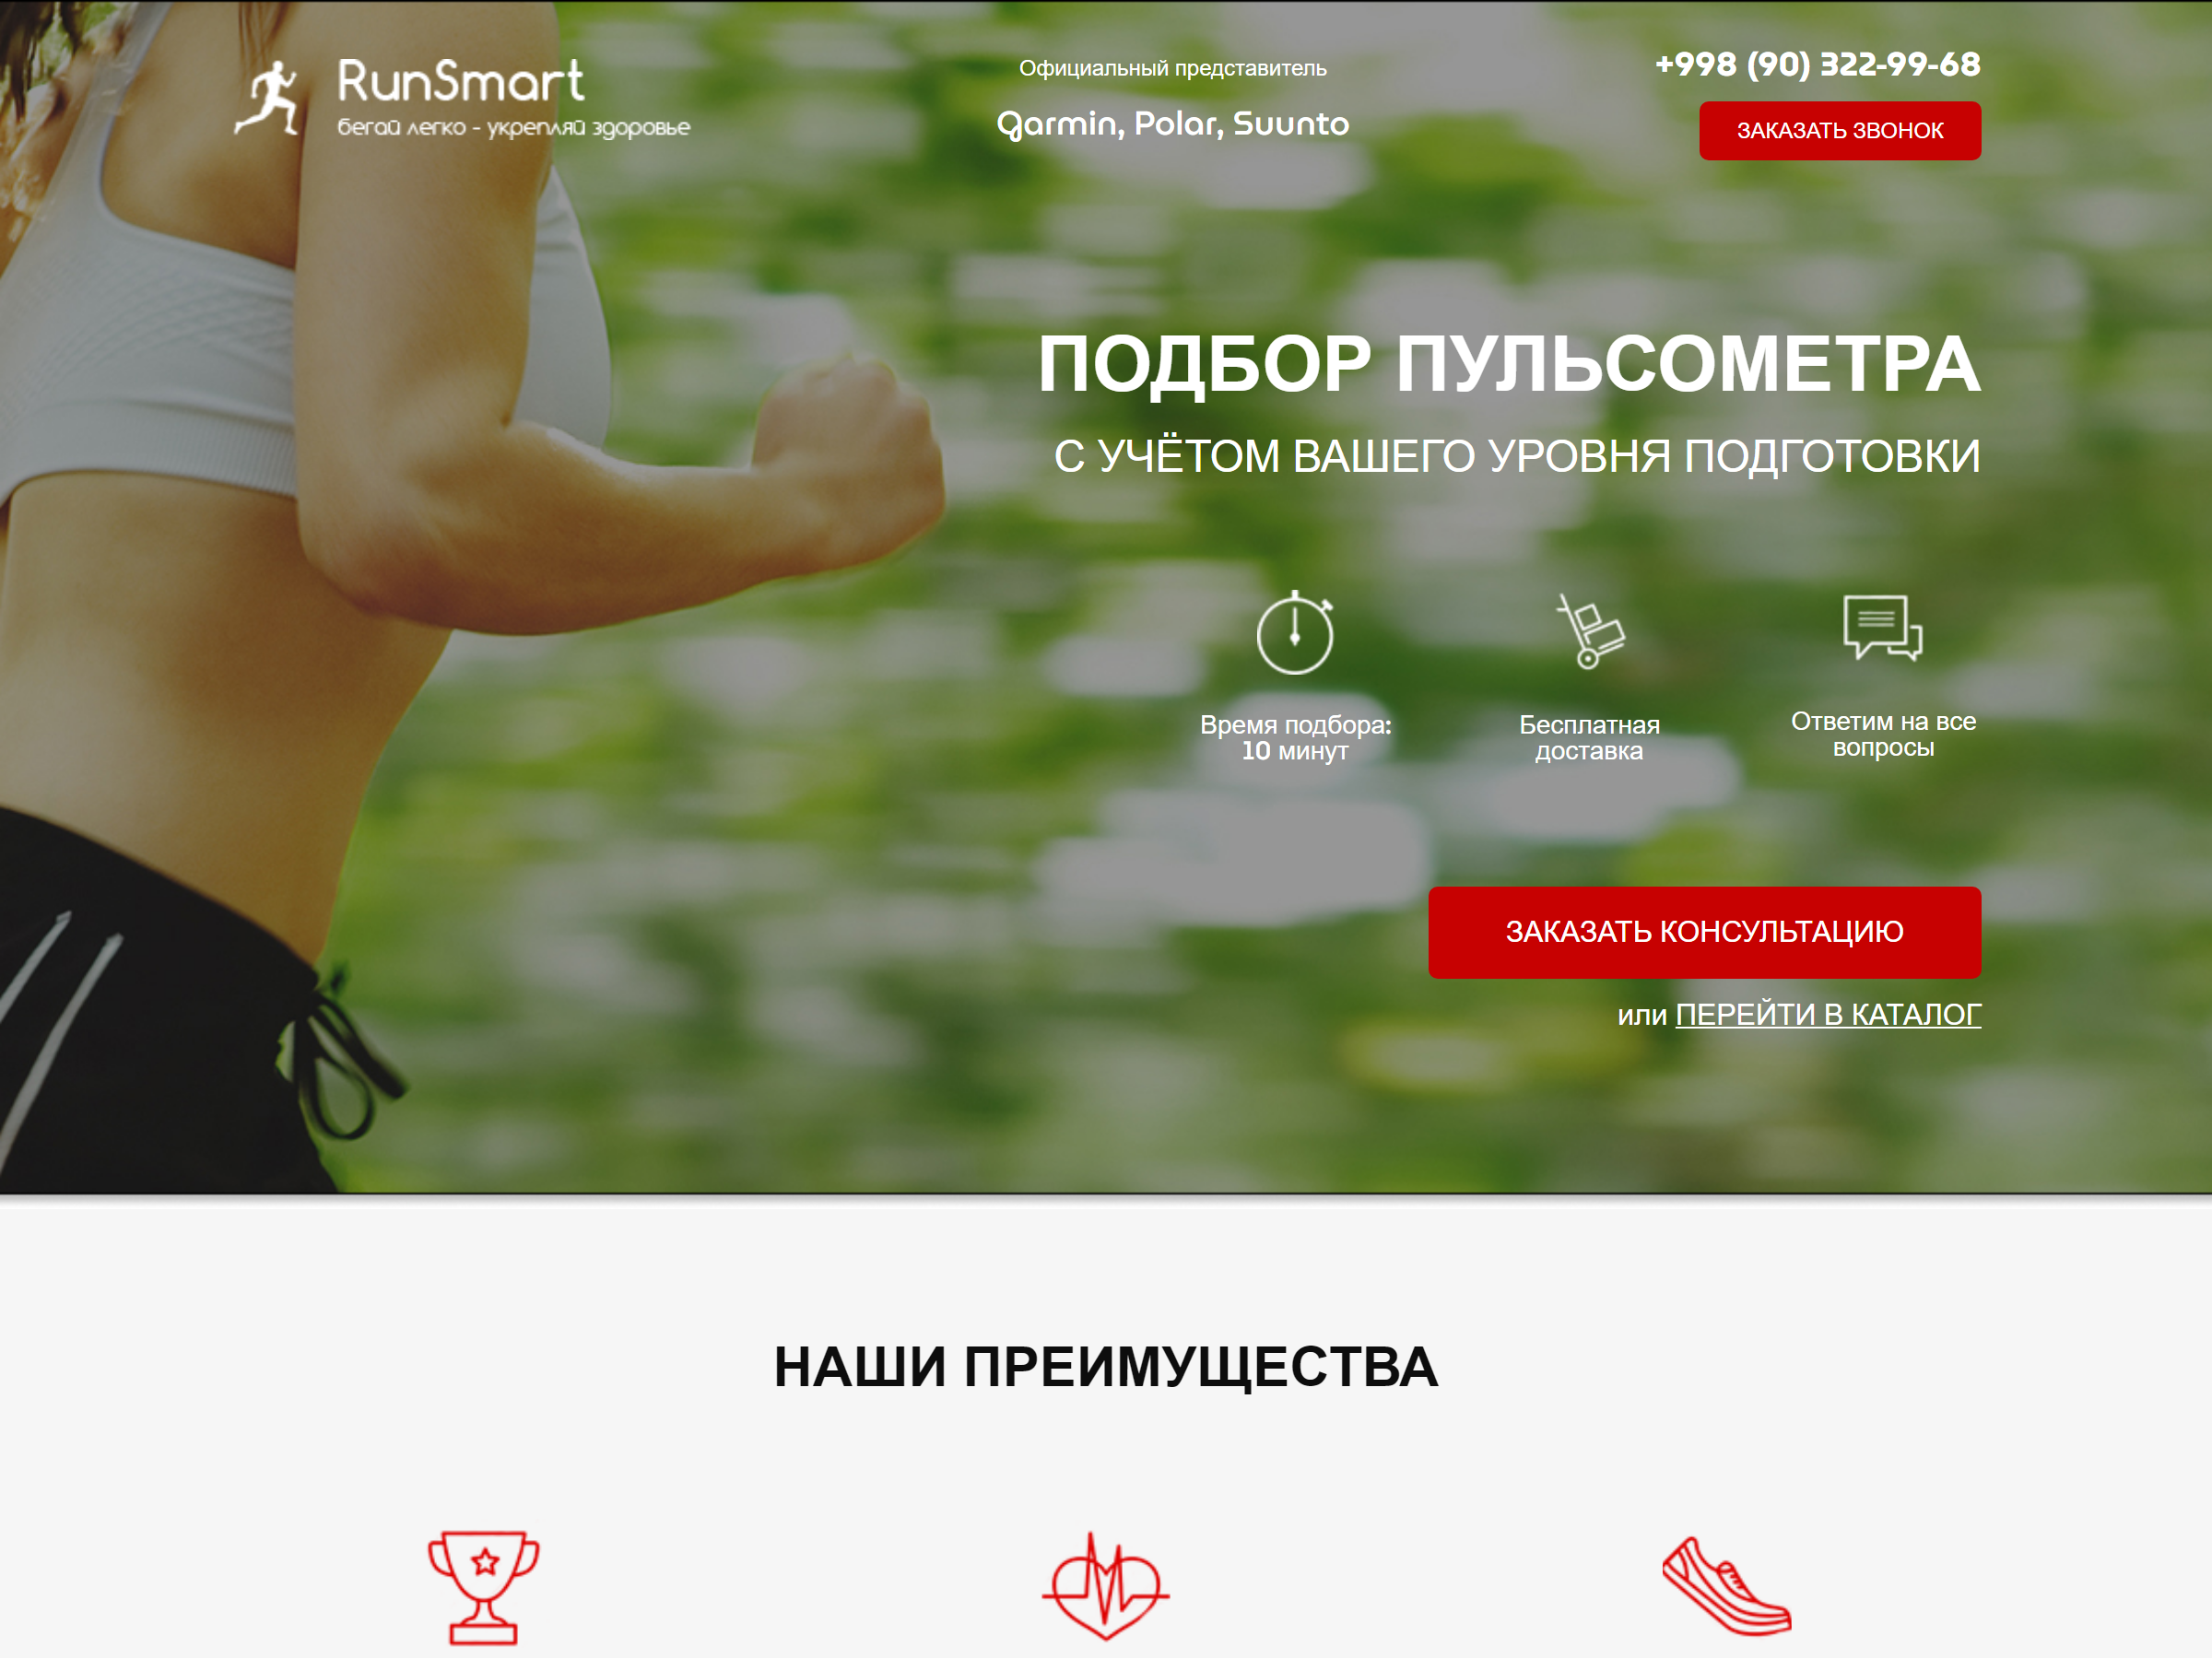 RunSmart
бегай легко - укрепляй здоровье
Официальный представитель
Garmin, Polar, Suunto
+998 (90) 322-99-68
ЗАКАЗАТЬ ЗВОНОК
ПОДБОР ПУЛЬСОМЕТРА
С УЧЁТОМ ВАШЕГО УРОВНЯ ПОДГОТОВКИ
Время подбора:
10 минут
Бесплатная
доставка
Ответим на все
вопросы
ЗАКАЗАТЬ КОНСУЛЬТАЦИЮ
или ПЕРЕЙТИ В КАТАЛОГ
НАШИ ПРЕИМУЩЕСТВА